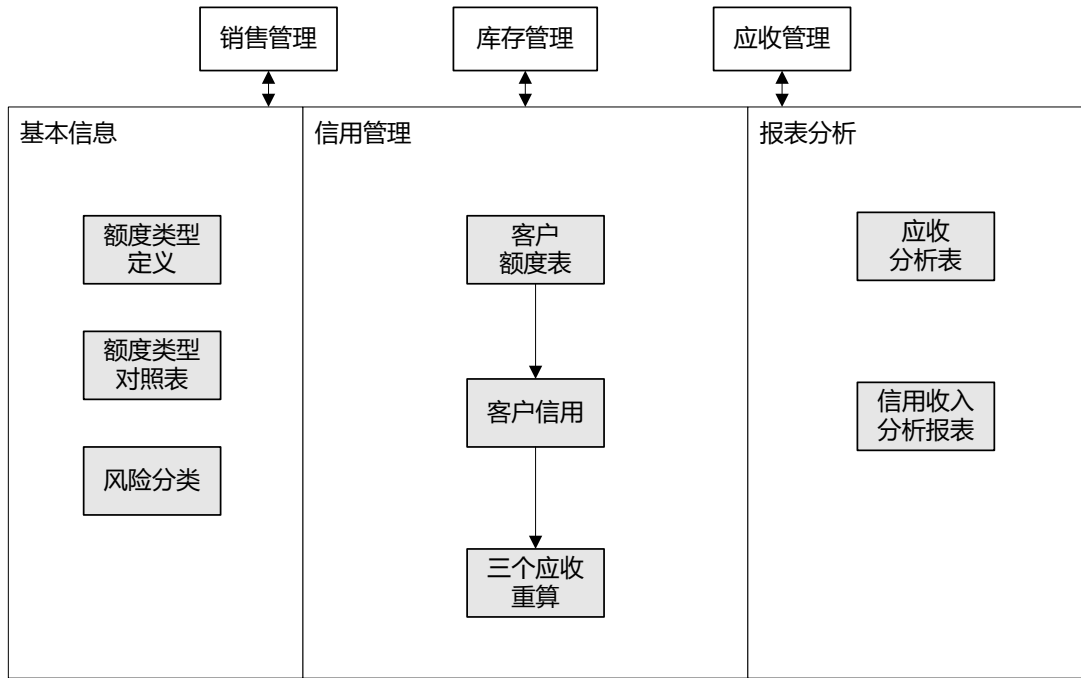 销售管理
库存管理
应收管理
基本信息
信用管理
报表分析
额度类型
定义
额度类型
对照表
风险分类
客户
额度表
客户信用
三个应收
重算
应收
分析表
信用收入
分析报表